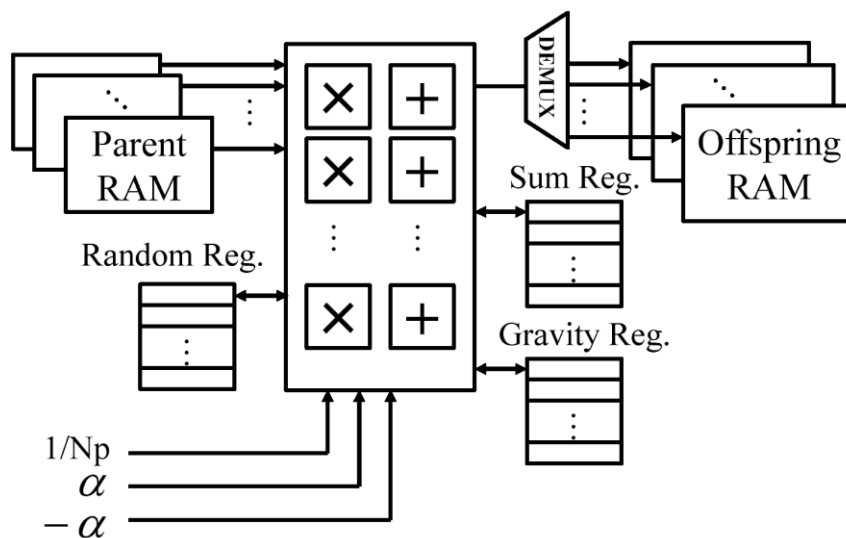 DEMUX
Parent
RAM
Offspring
RAM
× +
× +
Sum Reg.
Random Reg.
× +
Gravity Reg.
1/Np
α
− α